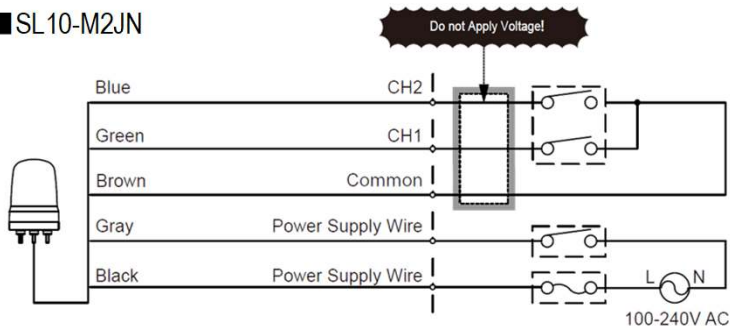 ■SL10-M2JN
Do not Apply Voltage!
Blue CH2
Green CH1
Brown Common
Gray Power Supply Wire
Black Power Supply Wire
L N
100-240V AC